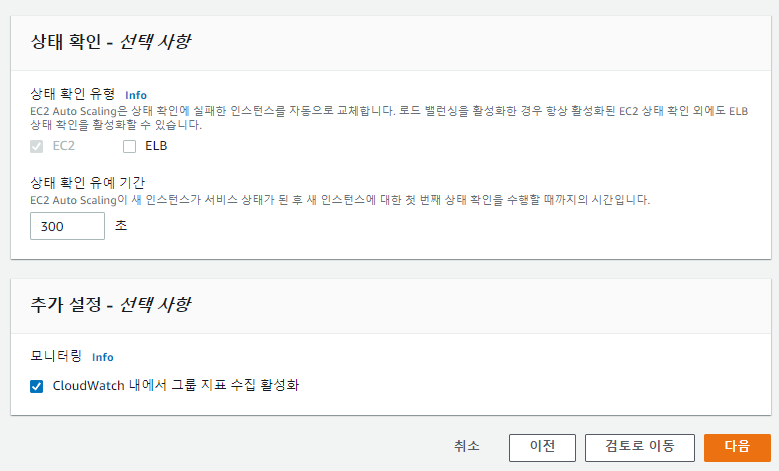 상태 확인 - 선택 사항
상태 확인 유형 Info
EC2 Auto Scaling은 상태 확인에 실패한 인스턴스를 자동으로 교체합니다. 로드 밸런싱을 활성화한 경우 항상 활성화된 EC2 상태 확인 외에도 ELB
상태 확인을 활성화할 수 있습니다.
EC2 ELB
상태 확인 유예 기간
EC2 Auto Scaling이 새 인스턴스가 서비스 상태가 된 후 새 인스턴스에 대한 첫 번째 상태 확인을 수행할 때까지의 시간입니다.
300 초
추가 설정 - 선택 사항
모니터링 Info
CloudWatch 내에서 그룹 지표 수집 활성화
취소 이전 검토로 이동 다음